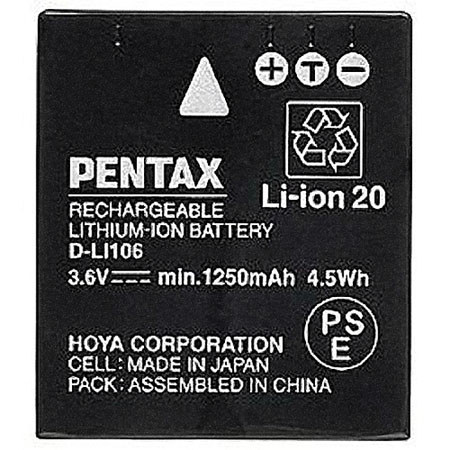 + T −
PENTAX
Li-ion 20
RECHARGEABLE
LITHIUM-ION BATTERY
D-LI106
3.6V⎓ min.1250mAh 4.5Wh
PS
E
HOYA CORPORATION
CELL: MADE IN JAPAN
PACK: ASSEMBLED IN CHINA